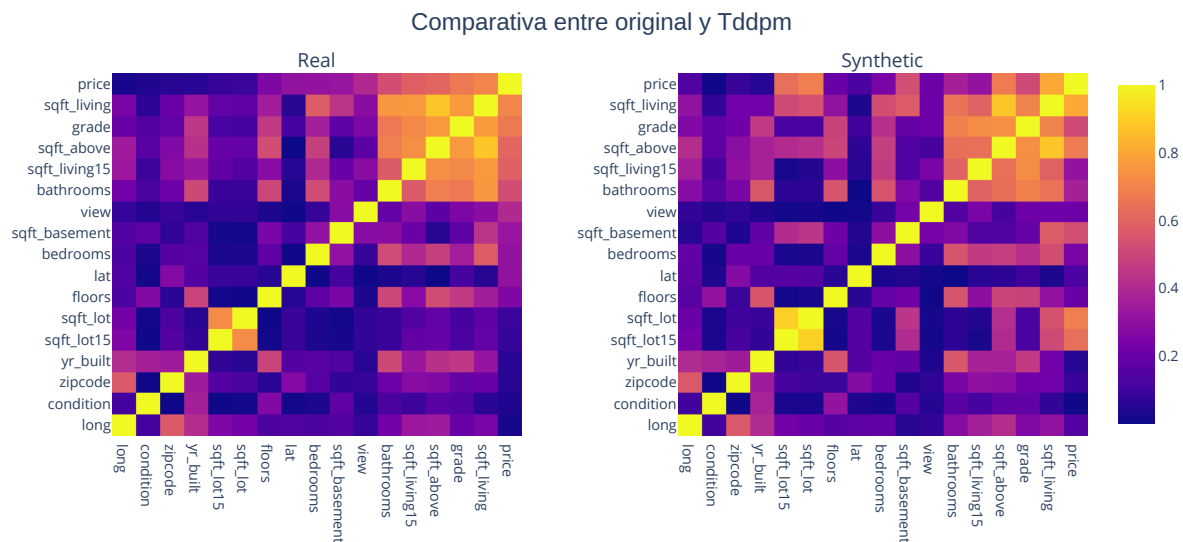 Comparativa entre original y Tddpm
Real
Synthetic
price
sqft_living
grade
sqft_above
sqft_living15
bathrooms
view
sqft_basement
bedrooms
lat
floors
sqft_lot
sqft_lot15
yr_built
zipcode
condition
long
long
condition
zipcode
yr_built
sqft_lot15
sqft_lot
floors
lat
bedrooms
sqft_basement
view
bathrooms
sqft_living15
sqft_above
grade
sqft_living
price
price
sqft_living
grade
sqft_above
sqft_living15
bathrooms
view
sqft_basement
bedrooms
lat
floors
sqft_lot
sqft_lot15
yr_built
zipcode
condition
long
long
condition
zipcode
yr_built
sqft_lot15
sqft_lot
floors
lat
bedrooms
sqft_basement
view
bathrooms
sqft_living15
sqft_above
grade
sqft_living
price
1
0.8
0.6
0.4
0.2